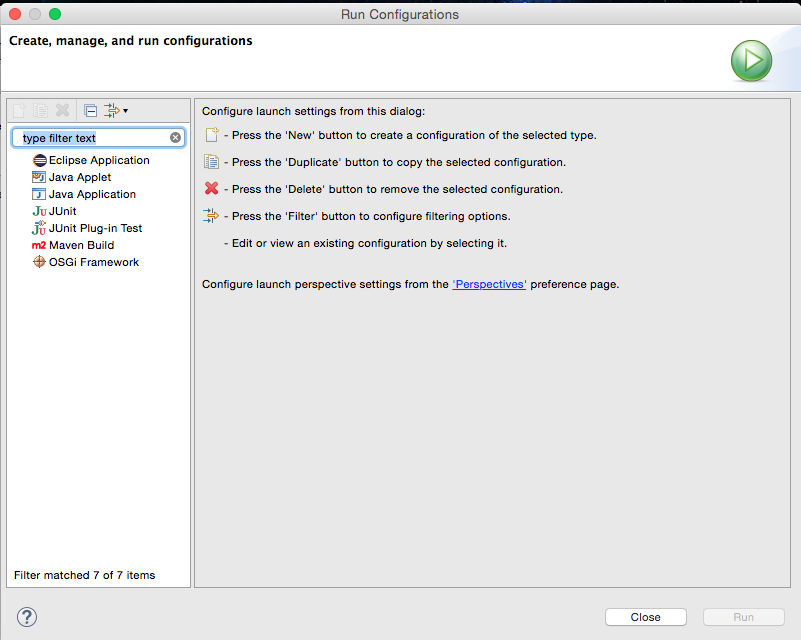 Run Configurations
Create, manage, and run configurations
type filter text
Eclipse Application
Java Applet
Java Application
JU JUnit
JU JUnit Plug-in Test
m2 Maven Build
OSGi Framework
Filter matched 7 of 7 items
Configure launch settings from this dialog:
- Press the 'New' button to create a configuration of the selected type.
- Press the 'Duplicate' button to copy the selected configuration.
- Press the 'Delete' button to remove the selected configuration.
- Press the 'Filter' button to configure filtering options.
- Edit or view an existing configuration by selecting it.
Configure launch perspective settings from the 'Perspectives' preference page.
?
Close
Run